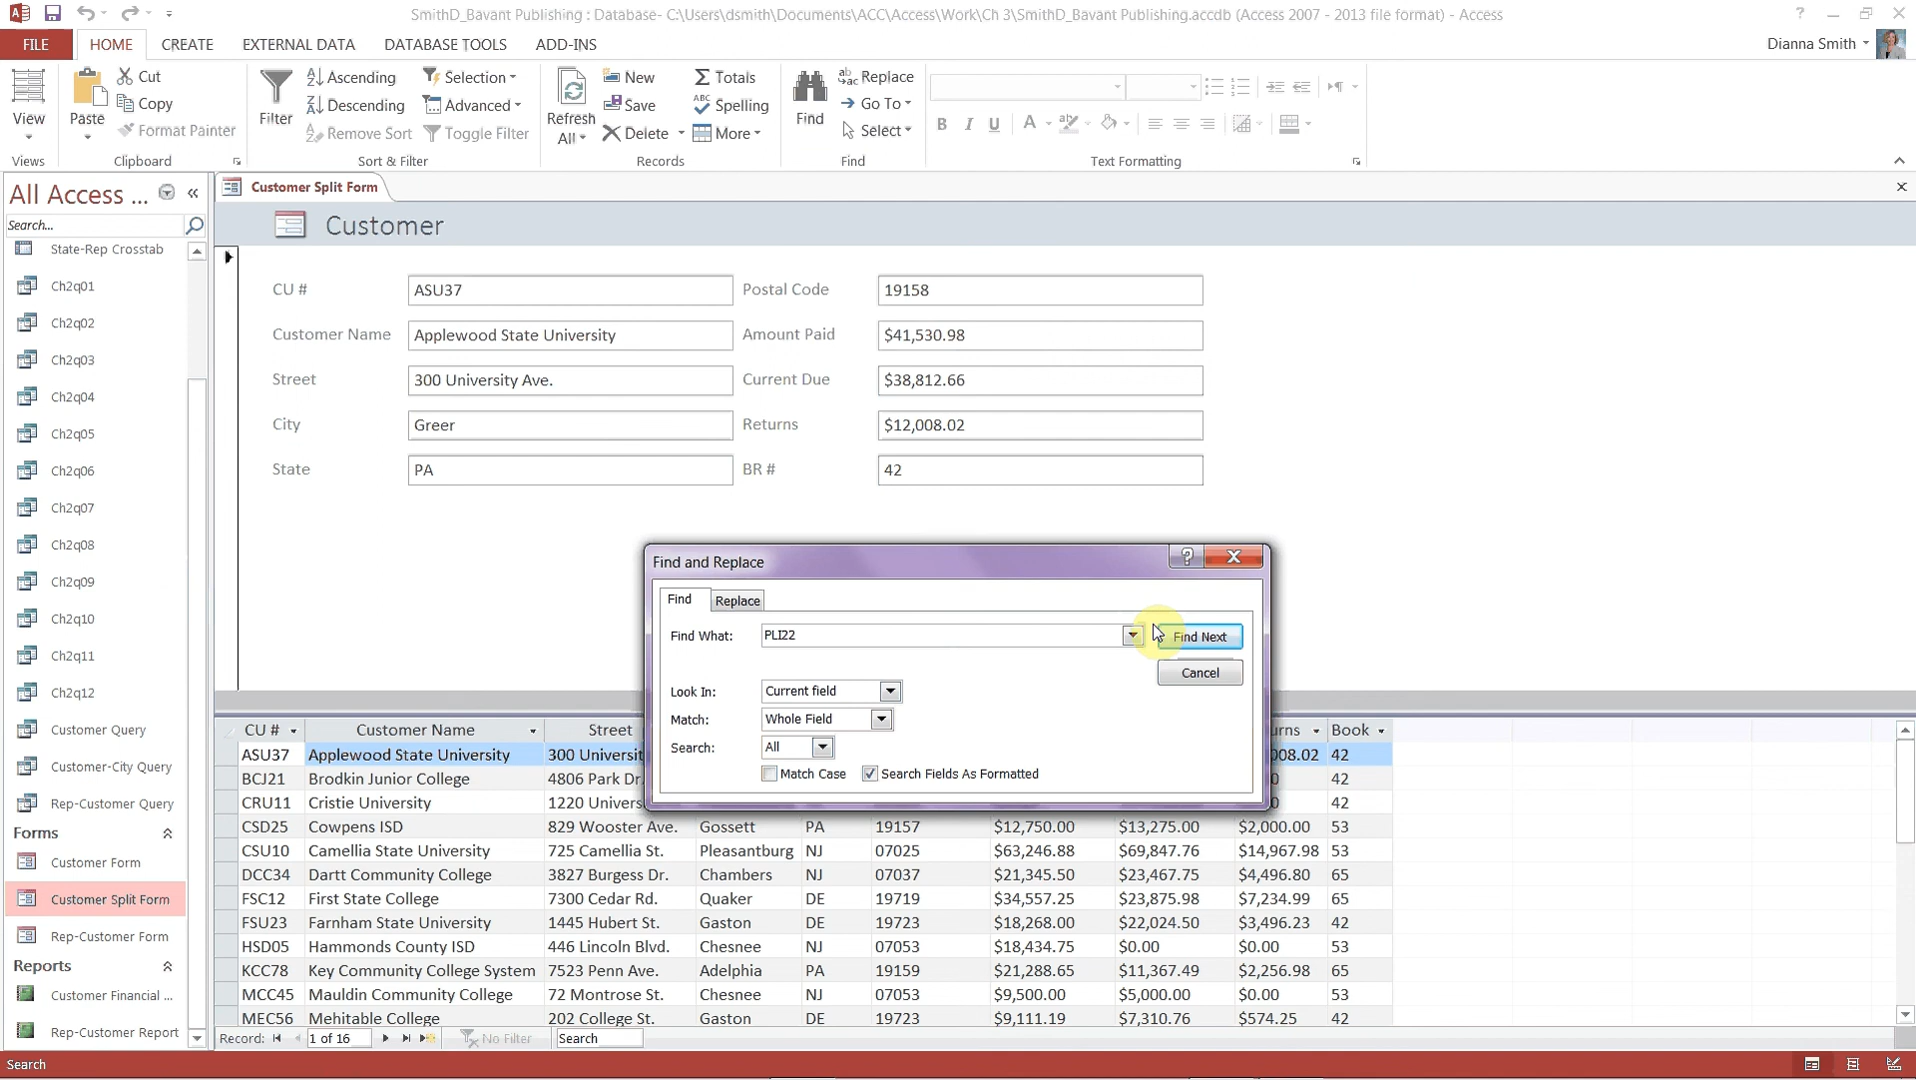 SmithD_Bavant Publishing : Database- C:\Users\dsmith\Documents\ACC\Access\Work\Ch 3\SmithD_Bavant Publishing.accdb (Access 2007 - 2013 file format) - Access
FILE HOME CREATE EXTERNAL DATA DATABASE TOOLS ADD-INS Dianna Smith
View
Views
Paste
Cut
Copy
Format Painter
Clipboard
Filter
Ascending
Descending
Remove Sort
Selection
Advanced
Toggle Filter
Sort & Filter
Refresh
All
New
Save
Delete
Totals
Spelling
More
Records
Find
Replace
Go To
Select
Find
Text Formatting
All Access ...
Search...
State-Rep Crosstab
Ch2q01
Ch2q02
Ch2q03
Ch2q04
Ch2q05
Ch2q06
Ch2q07
Ch2q08
Ch2q09
Ch2q10
Ch2q11
Ch2q12
Customer Query
Customer-City Query
Rep-Customer Query
Forms
Customer Form
Customer Split Form
Rep-Customer Form
Reports
Customer Financial ...
Rep-Customer Report
Customer Split Form
Customer
CU # ASU37 Postal Code 19158
Customer Name Applewood State University Amount Paid $41,530.98
Street 300 University Ave. Current Due $38,812.66
City Greer Returns $12,008.02
State PA BR # 42
Find and Replace
Find Replace
Find What: PLI22 Find Next
Cancel
Look In: Current field
Match: Whole Field
Search: All
Match Case Search Fields As Formatted
CU # Customer Name Street urns Book
ASU37 Applewood State University 300 Universit 008.02 42
BCJ21 Brodkin Junior College 4806 Park Dr. 0 42
CRU11 Cristie University 1220 Univers 0 42
CSD25 Cowpens ISD 829 Wooster Ave. Gossett PA 19157 $12,750.00 $13,275.00 $2,000.00 53
CSU10 Camellia State University 725 Camellia St. Pleasantburg NJ 07025 $63,246.88 $69,847.76 $14,967.98 53
DCC34 Dartt Community College 3827 Burgess Dr. Chambers NJ 07037 $21,345.50 $23,467.75 $4,496.80 65
FSC12 First State College 7300 Cedar Rd. Quaker DE 19719 $34,557.25 $23,875.98 $7,234.99 65
FSU23 Farnham State University 1445 Hubert St. Gaston DE 19723 $18,268.00 $22,024.50 $3,496.23 42
HSD05 Hammonds County ISD 446 Lincoln Blvd. Chesnee NJ 07053 $18,434.75 $0.00 $0.00 53
KCC78 Key Community College System 7523 Penn Ave. Adelphia PA 19159 $21,288.65 $11,367.49 $2,256.98 65
MCC45 Mauldin Community College 72 Montrose St. Chesnee NJ 07053 $9,500.00 $5,000.00 $0.00 53
MEC56 Mehitable College 202 College St. Gaston DE 19723 $9,111.19 $7,310.76 $574.25 42
Record: 1 of 16 No Filter Search
Search